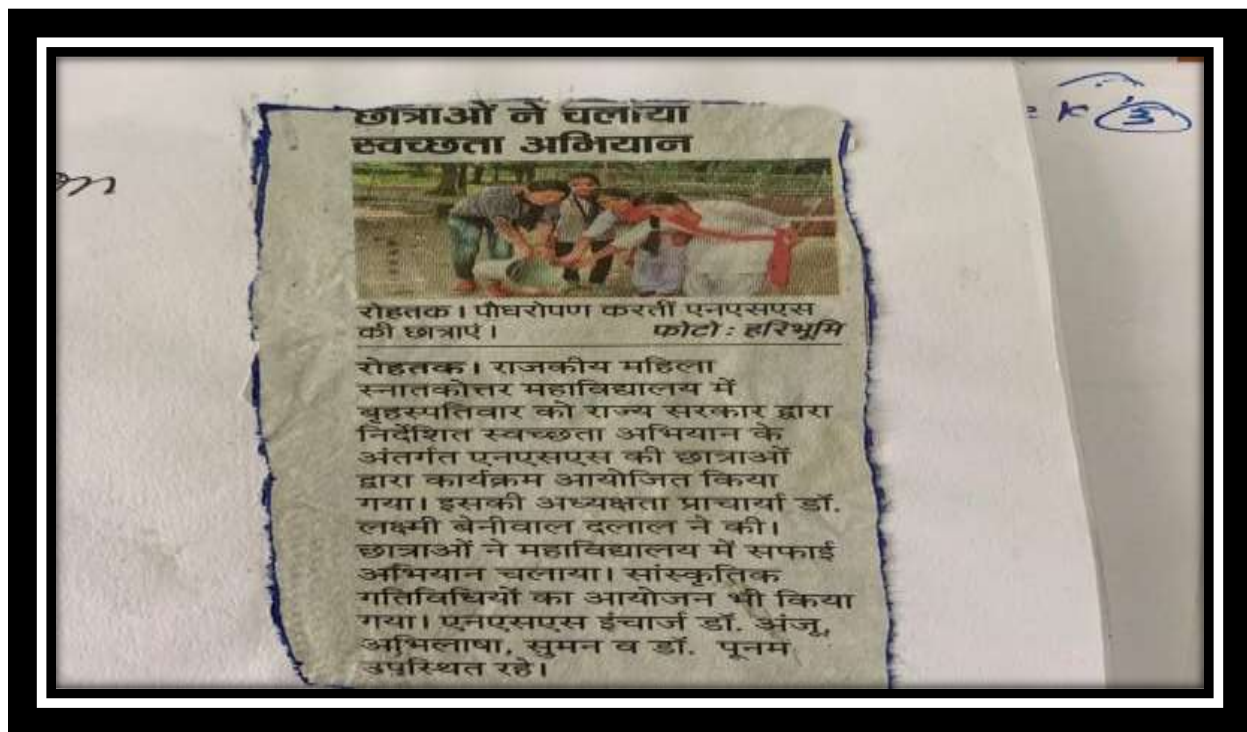 छात्राओं ने चलाया
स्वच्छता अभियान
रोहतक। पौधरोपण करतीं एनएसएस
की छात्राएं। फोटो : हरिभूमि
रोहतक। राजकीय महिला
स्नातकोत्तर महाविद्यालय में
बृहस्पतिवार को राज्य सरकार द्वारा
निर्देशित स्वच्छता अभियान के
अंतर्गत एनएसएस की छात्राओं
द्वारा कार्यक्रम आयोजित किया
गया। इसकी अध्यक्षता प्राचार्या डॉ.
लक्ष्मी बेनीवाल दलाल ने की।
छात्राओं ने महाविद्यालय में सफाई
अभियान चलाया। सांस्कृतिक
गतिविधियों का आयोजन भी किया
गया। एनएसएस इंचार्ज डॉ. अंजू,
अभिलाषा, सुमन व डॉ. पूनम
उपस्थित रहे।